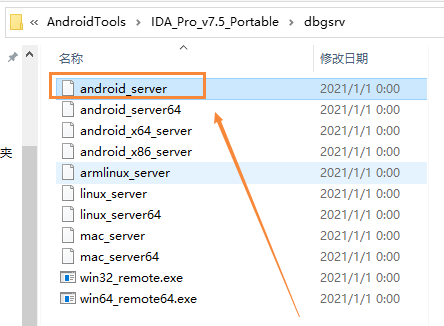 AndroidTools > IDA_Pro_v7.5_Portable > dbgsrv
名称 修改日期
android_server 2021/1/1 0:00
android_server64 2021/1/1 0:00
android_x64_server 2021/1/1 0:00
android_x86_server 2021/1/1 0:00
夹
armlinux_server 2021/1/1 0:00
linux_server 2021/1/1 0:00
linux_server64 2021/1/1 0:00
mac_server 2021/1/1 0:00
mac_server64 2021/1/1 0:00
win32_remote.exe 2021/1/1 0:00
win64_remote64.exe 2021/1/1 0:00